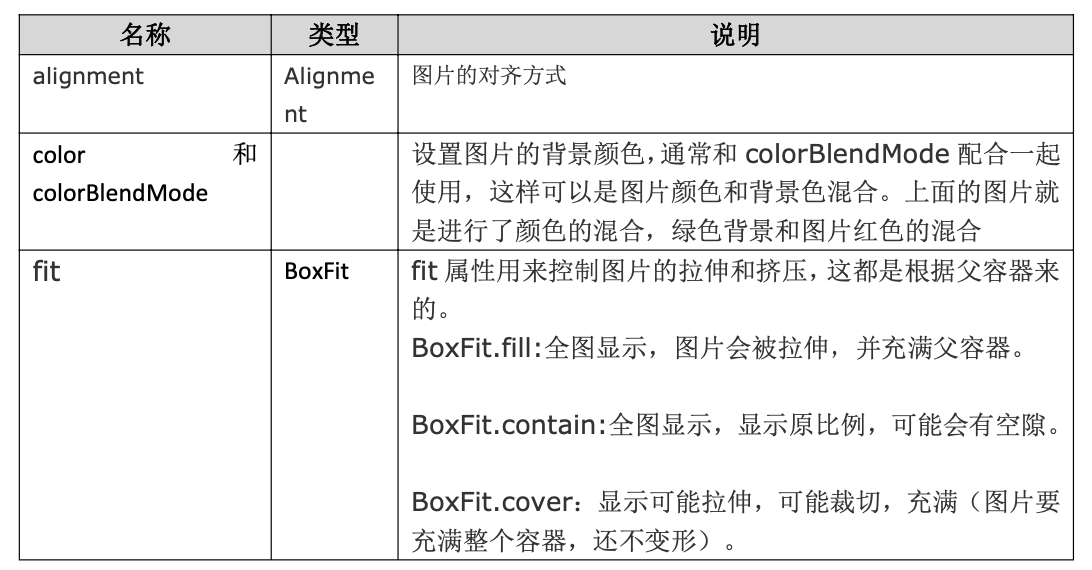 名称 类型 说明
alignment Alignme 图片的对齐方式
nt
color 和 设置图片的背景颜色，通常和 colorBlendMode 配合一起
colorBlendMode 使用，这样可以是图片颜色和背景色混合。上面的图片就
是进行了颜色的混合，绿色背景和图片红色的混合
fit BoxFit fit 属性用来控制图片的拉伸和挤压，这都是根据父容器来
的。
BoxFit.fill:全图显示，图片会被拉伸，并充满父容器。
BoxFit.contain:全图显示，显示原比例，可能会有空隙。
BoxFit.cover：显示可能拉伸，可能裁切，充满（图片要
充满整个容器，还不变形）。